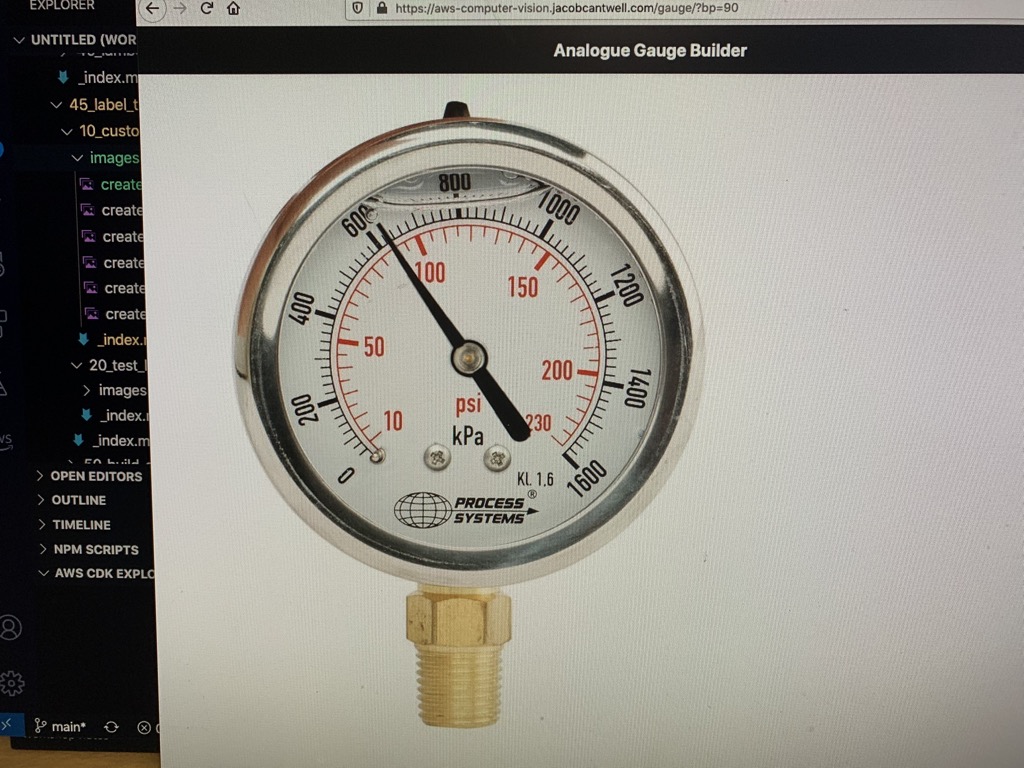 EXPLORER
https://aws-computer-vision.jacobcantwell.com/gauge/?bp=90
UNTITLED (WOR
Analogue Gauge Builder
_index.m
45_label_t
10_custo
images
create
create
create
create
create
create
_index.
20_test_l
images
_index.
_index.m
OPEN EDITORS
OUTLINE
TIMELINE
NPM SCRIPTS
AWS CDK EXPLO
main*
800
600
1000
100
150
400
1200
50
200
1400
200
10
psi
230
kPa
0
Kl. 1,6
1600
PROCESS ®
SYSTEMS